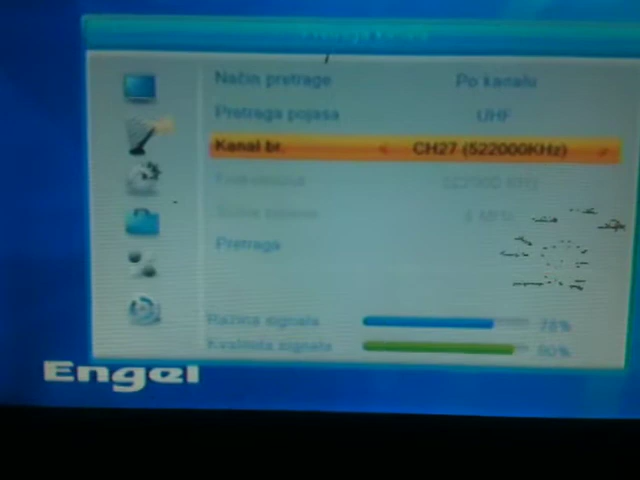 Način pretrage Po kanalu
Pretraga pojasa UHF
Kanal br. CH27 (522000KHz)
Pretraga
Razina signala 78%
Kvaliteta signala 90%
Engel